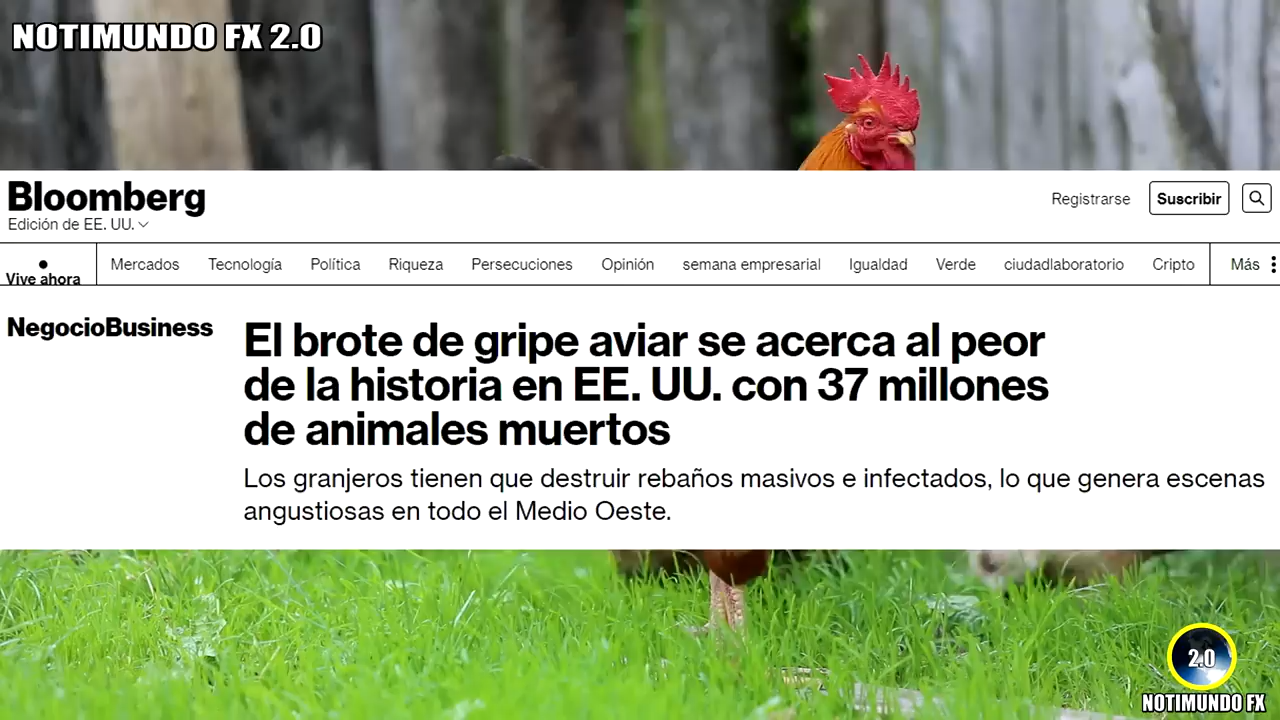 NOTIMUNDO FX 2.0
Bloomberg
Edición de EE. UU.
Registrarse
Suscribir
Vive ahora
Mercados
Tecnología
Política
Riqueza
Persecuciones
Opinión
semana empresarial
Igualdad
Verde
ciudadlaboratorio
Cripto
Más
NegocioBusiness
El brote de gripe aviar se acerca al peor
de la historia en EE. UU. con 37 millones
de animales muertos
Los granjeros tienen que destruir rebaños masivos e infectados, lo que genera escenas
angustiosas en todo el Medio Oeste.
2.0
NOTIMUNDO FX